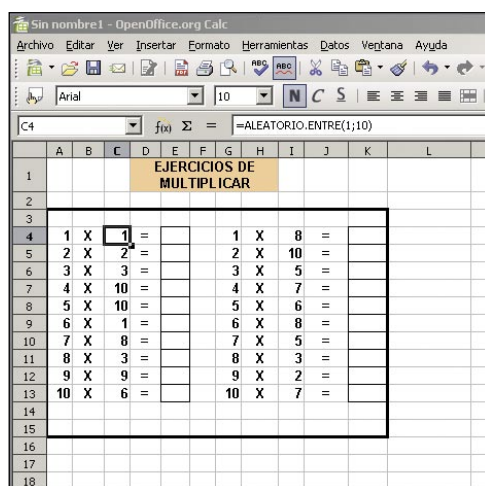 Sin nombre1 - OpenOffice.org Calc
Archivo Editar Ver Insertar Formato Herramientas Datos Ventana Ayuda
ABC ABC
Arial 10 N C S
C4 f(x) Σ = =ALEATORIO.ENTRE(1;10)
A B C D E F G H I J K L
1 EJERCICIOS DE
MULTIPLICAR
2
3
4 1 X 1 = 1 X 8 =
5 2 X 2 = 2 X 10 =
6 3 X 3 = 3 X 5 =
7 4 X 10 = 4 X 7 =
8 5 X 10 = 5 X 6 =
9 6 X 1 = 6 X 8 =
10 7 X 8 = 7 X 5 =
11 8 X 3 = 8 X 3 =
12 9 X 9 = 9 X 2 =
13 10 X 6 = 10 X 7 =
14
15
16
17
18